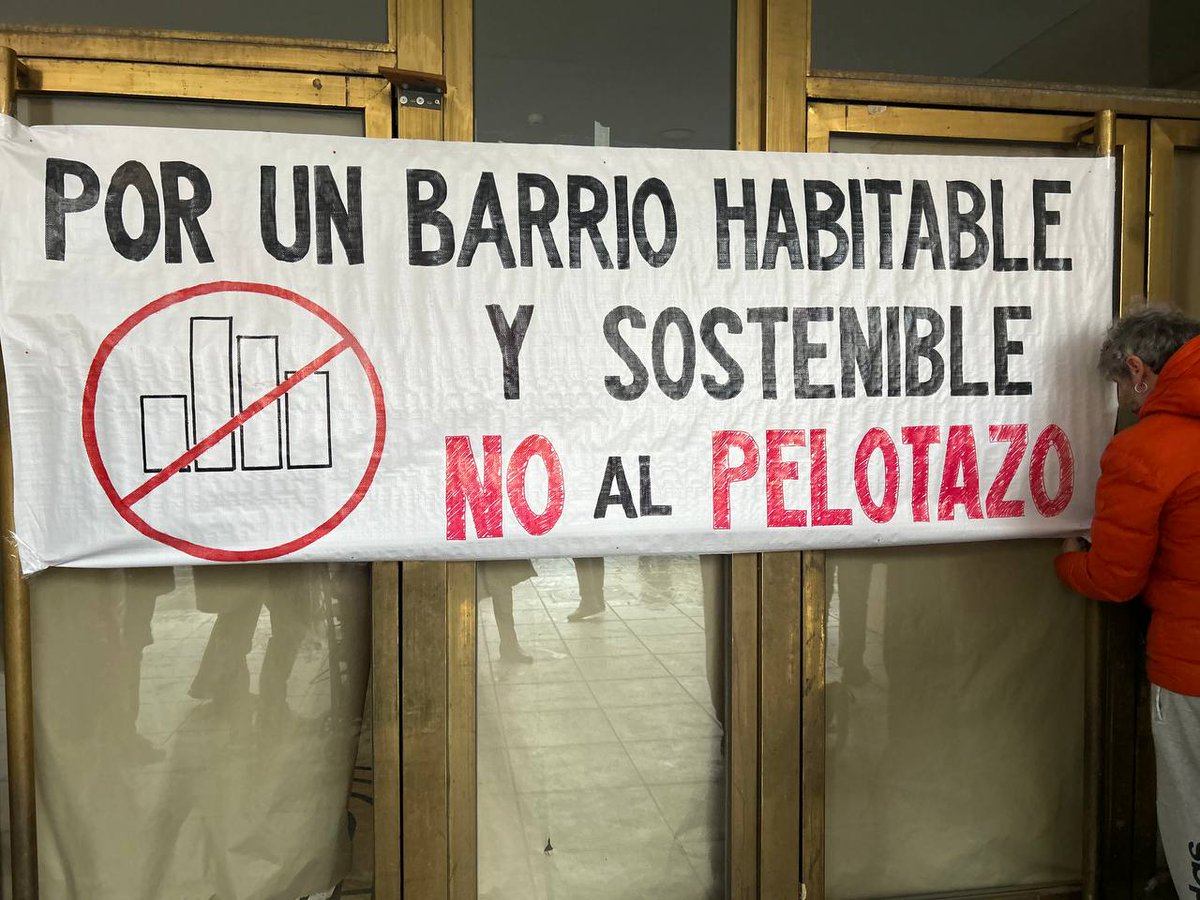 POR UN BARRIO HABITABLE
Y SOSTENIBLE
NO AL PELOTAZO